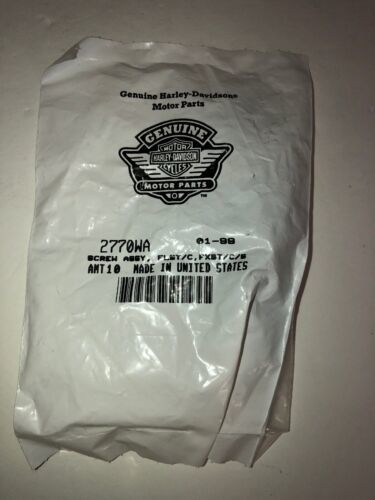 Genuine Harley-Davidson®
Motor Parts
GENUINE
MOTOR
HARLEY-DAVIDSON
CYCLES
MOTOR PARTS
TM
2770WA 01-99
SCREW ASSY, FLST/C,FXST/C/S
AMT10 MADE IN UNITED STATES